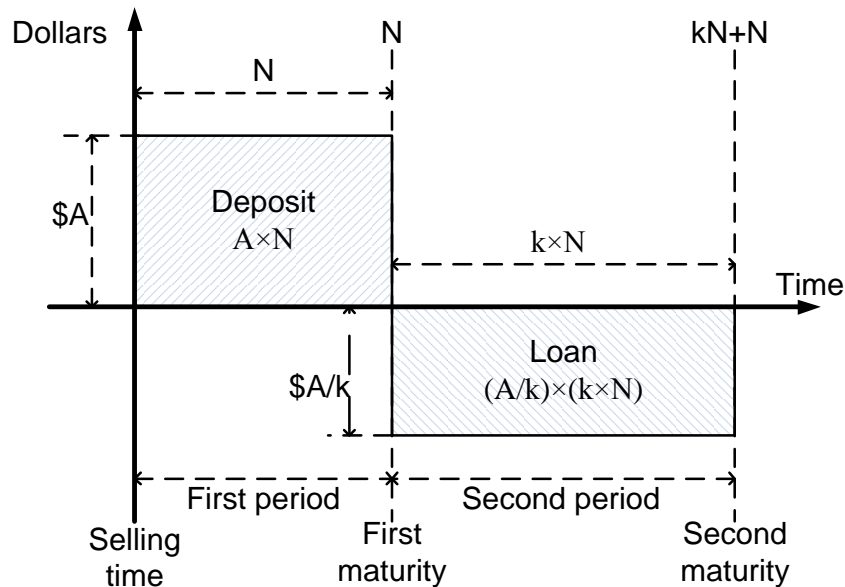 Dollars
N
kN+N
N
$A
Deposit
A×N
k×N
Time
$A/k
Loan
(A/k)×(k×N)
First period
Second period
Selling
time
First
maturity
Second
maturity